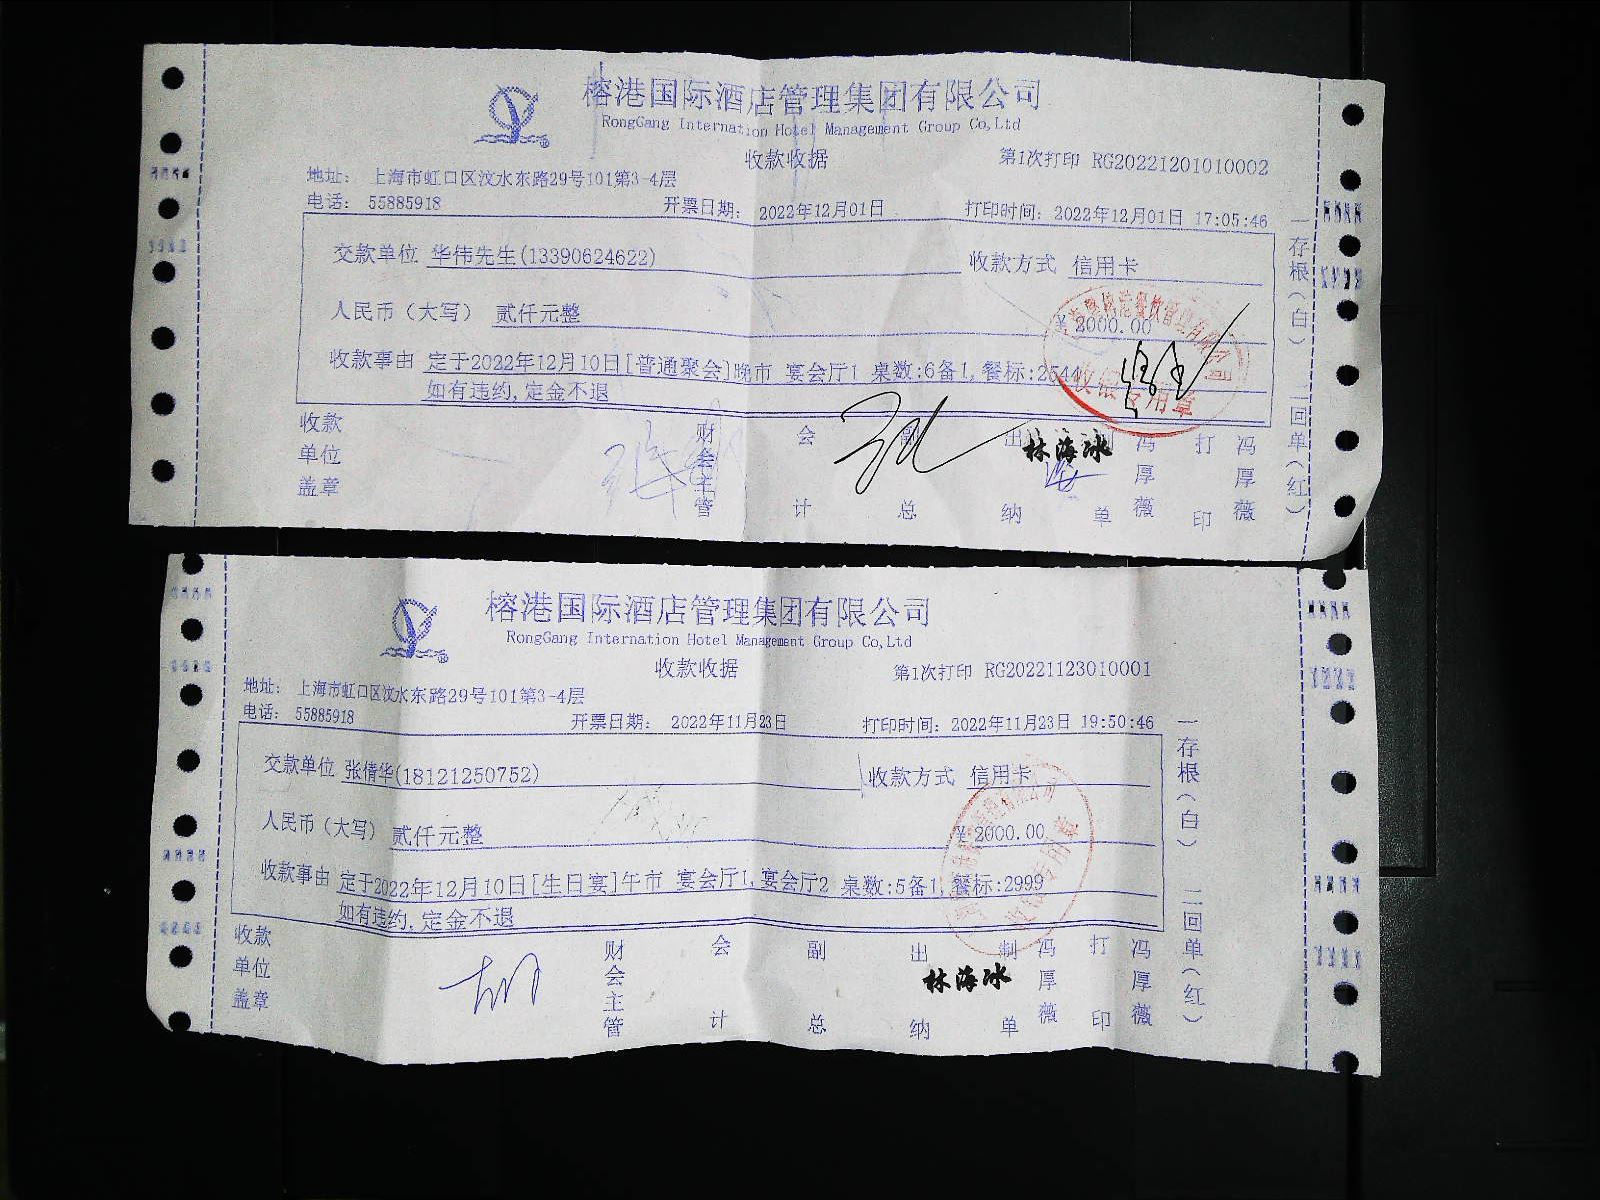 榕港国际酒店管理集团有限公司
RongGang Internation Hotel Management Group Co,Ltd
收款收据 第1次打印 RG20221201010002
地址： 上海市虹口区汶水东路29号101第3-4层
电话： 55885918 开票日期： 2022年12月01日 打印时间：2022年12月01日 17:05:46
交款单位 华伟先生(13390624622) 收款方式 信用卡
人民币（大写） 贰仟元整 ￥2000.00
收款事由 定于2022年12月10日[普通聚会]晚市 宴会厅1 桌数:6备1,餐标:2544
如有违约,定金不退
收款单位盖章 财会主管 会计 副总 出纳 林海冰 制单 冯厚薇 打印 冯厚薇
一存根（白） 二回单（红）
收银专用章
榕港国际酒店管理集团有限公司
RongGang Internation Hotel Management Group Co,Ltd
收款收据 第1次打印 RG20221123010001
地址： 上海市虹口区汶水东路29号101第3-4层
电话： 55885918 开票日期： 2022年11月23日 打印时间：2022年11月23日 19:50:46
交款单位 张倩华(18121250752) 收款方式 信用卡
人民币（大写） 贰仟元整 ￥2000.00
收款事由 定于2022年12月10日[生日宴]午市 宴会厅1,宴会厅2 桌数:5备1,餐标:2999
如有违约,定金不退
收款单位盖章 财会主管 会计 副总 出纳 林海冰 制单 冯厚薇 打印 冯厚薇
一存根（白） 二回单（红）